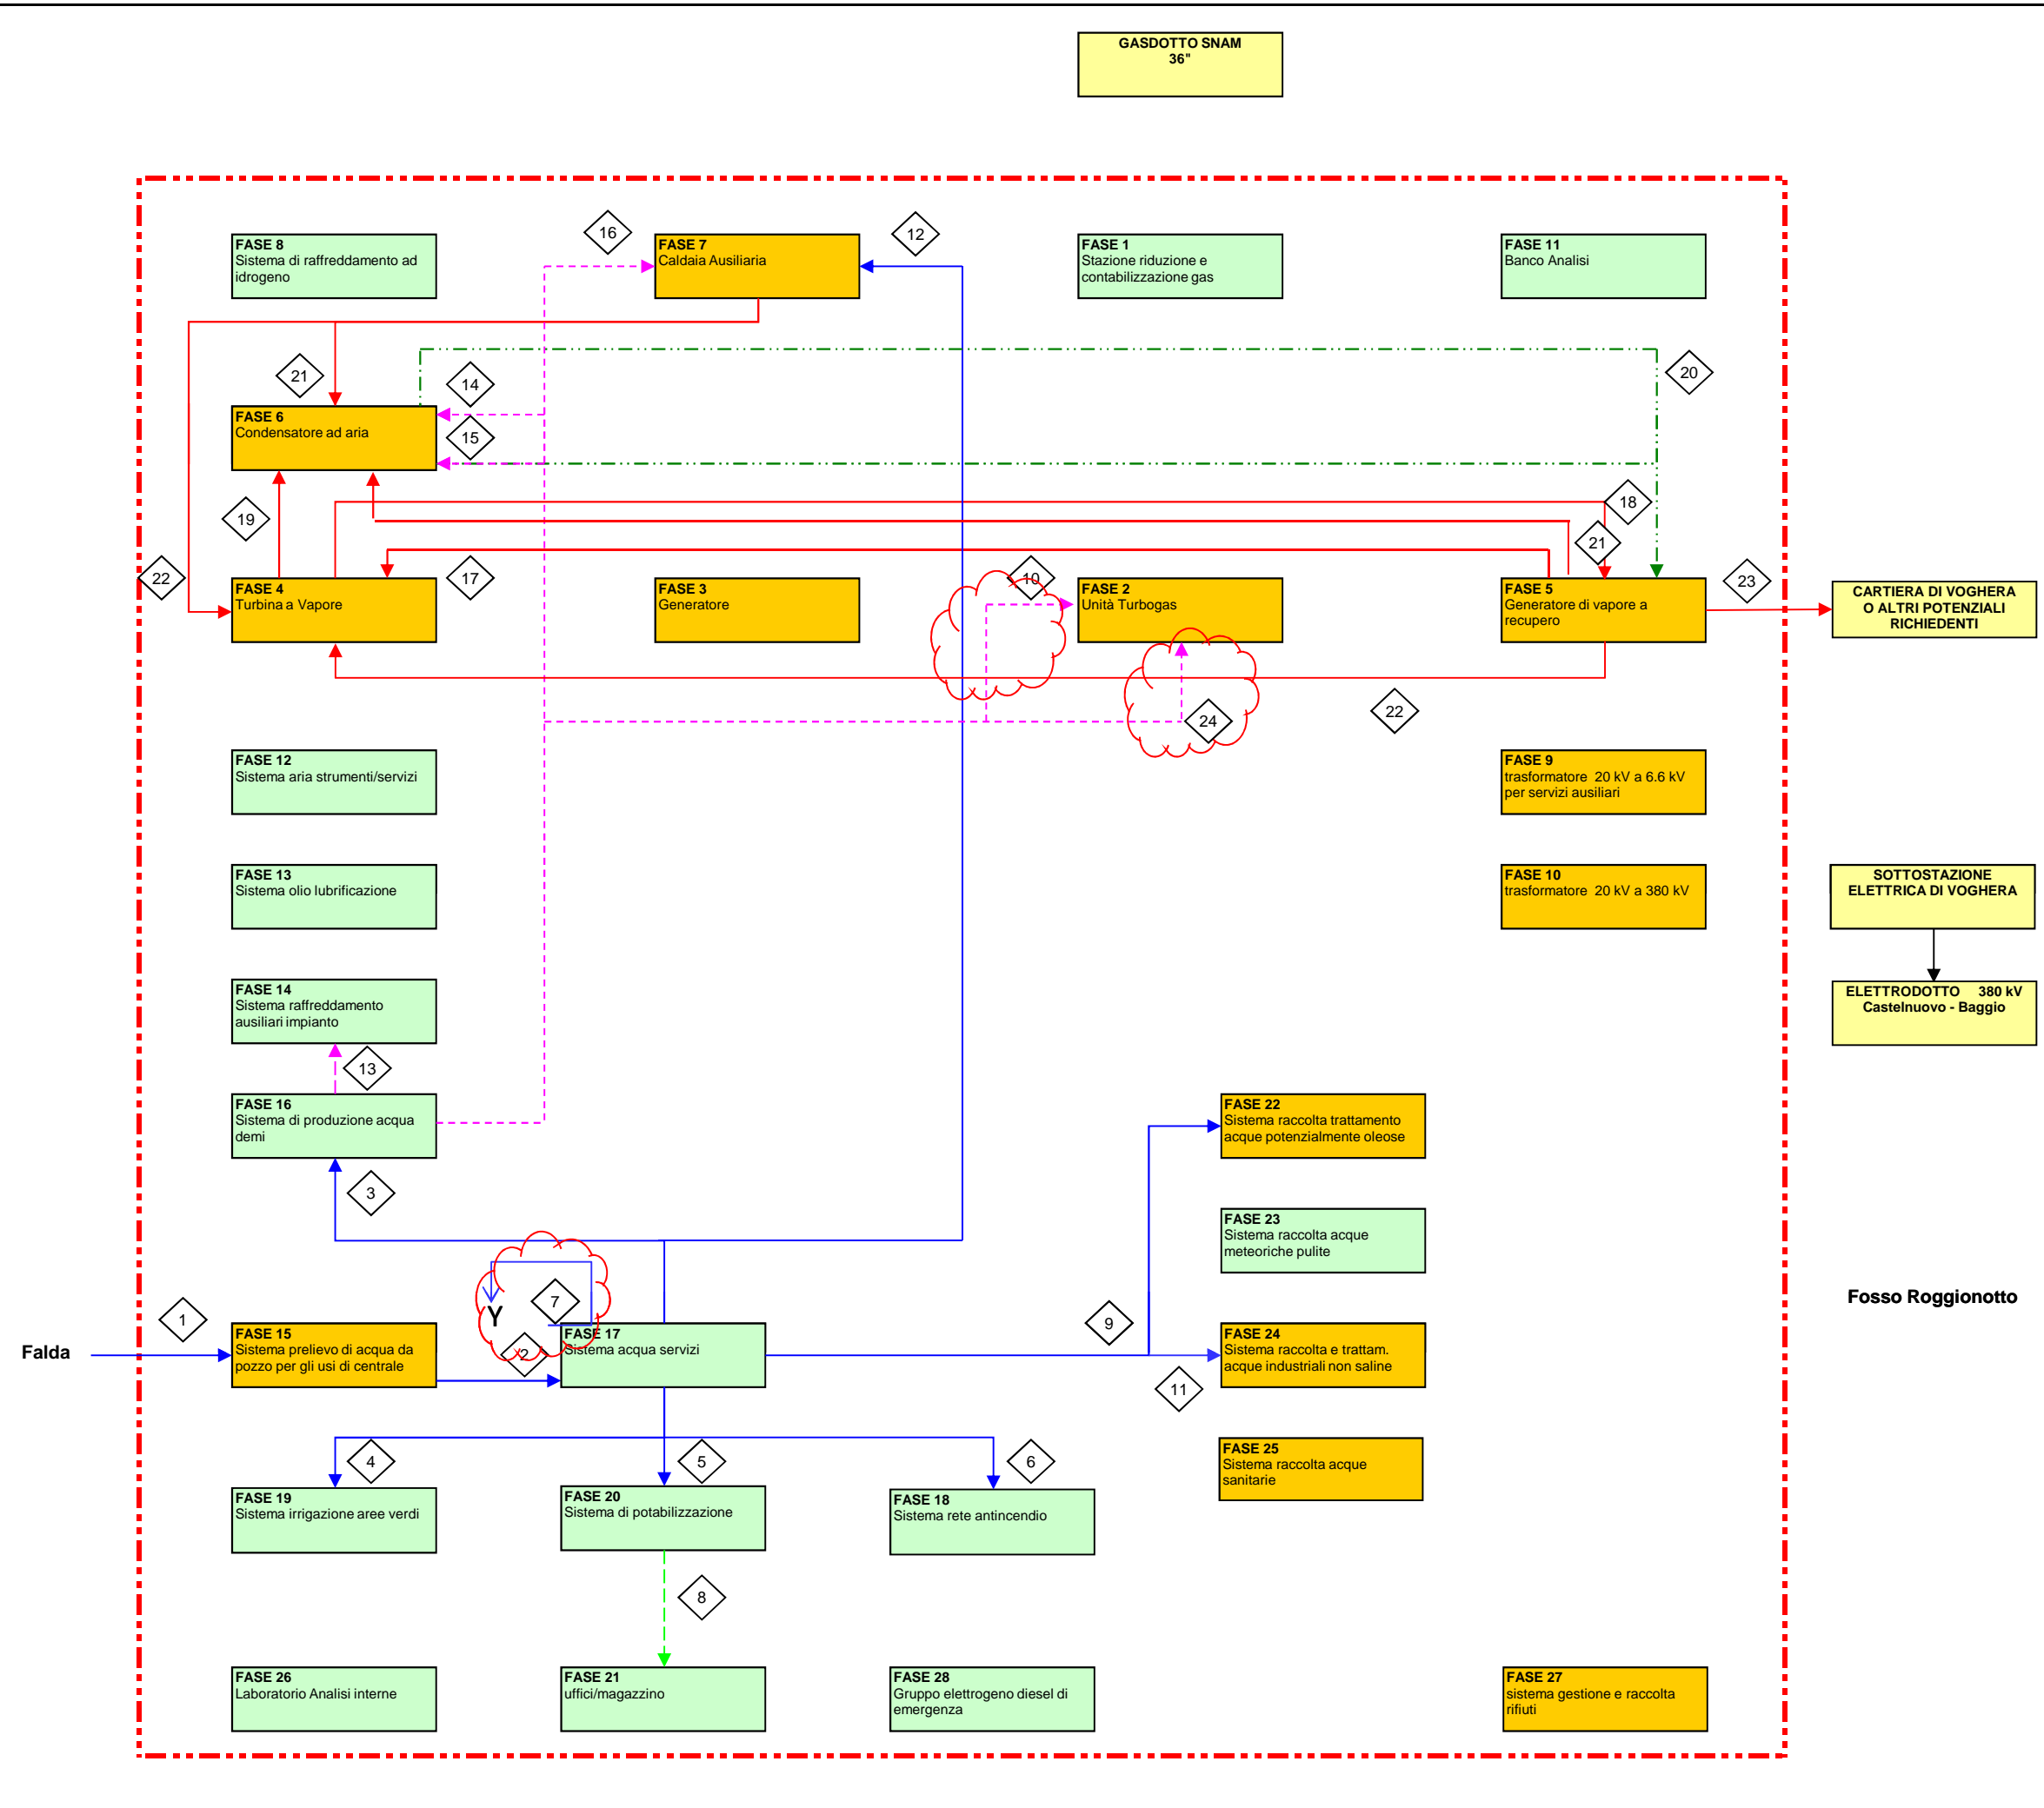 GASDOTTO SNAM
36"
16
12
FASE 8
Sistema di raffreddamento ad
idrogeno
FASE 7
Caldaia Ausiliaria
FASE 1
Stazione riduzione e
contabilizzazione gas
FASE 11
Banco Analisi
21
14
20
FASE 6
Condensatore ad aria
15
19
18
21
22
17
10
23
FASE 4
Turbina a Vapore
FASE 3
Generatore
FASE 2
Unità Turbogas
FASE 5
Generatore di vapore a
recupero
CARTIERA DI VOGHERA
O ALTRI POTENZIALI
RICHIEDENTI
24
22
FASE 12
Sistema aria strumenti/servizi
FASE 9
trasformatore 20 kV a 6.6 kV
per servizi ausiliari
FASE 13
Sistema olio lubrificazione
FASE 10
trasformatore 20 kV a 380 kV
SOTTOSTAZIONE
ELETTRICA DI VOGHERA
FASE 14
Sistema raffreddamento
ausiliari impianto
ELETTRODOTTO 380 kV
Castelnuovo - Baggio
13
FASE 16
Sistema di produzione acqua
demi
FASE 22
Sistema raccolta trattamento
acque potenzialmente oleose
3
FASE 23
Sistema raccolta acque
meteoriche pulite
7
Y
Fosso Roggionotto
1
9
Falda
FASE 15
Sistema prelievo di acqua da
pozzo per gli usi di centrale
2
FASE 17
Sistema acqua servizi
FASE 24
Sistema raccolta e trattam.
acque industriali non saline
11
4
5
6
FASE 25
Sistema raccolta acque
sanitarie
FASE 19
Sistema irrigazione aree verdi
FASE 20
Sistema di potabilizzazione
FASE 18
Sistema rete antincendio
8
FASE 26
Laboratorio Analisi interne
FASE 21
uffici/magazzino
FASE 28
Gruppo elettrogeno diesel di
emergenza
FASE 27
sistema gestione e raccolta
rifiuti